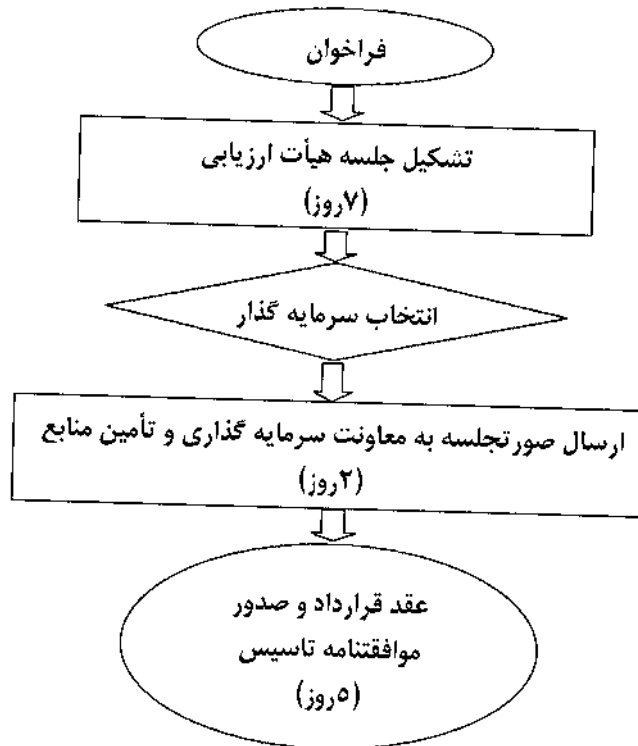 فراخوان
تشکیل جلسه هیأت ارزیابی
(۷روز)
انتخاب سرمایه گذار
ارسال صورتجلسه به معاونت سرمایه گذاری و تأمین منابع
(۲روز)
عقد قرارداد و صدور
موافقتنامه تاسیس
(۵روز)